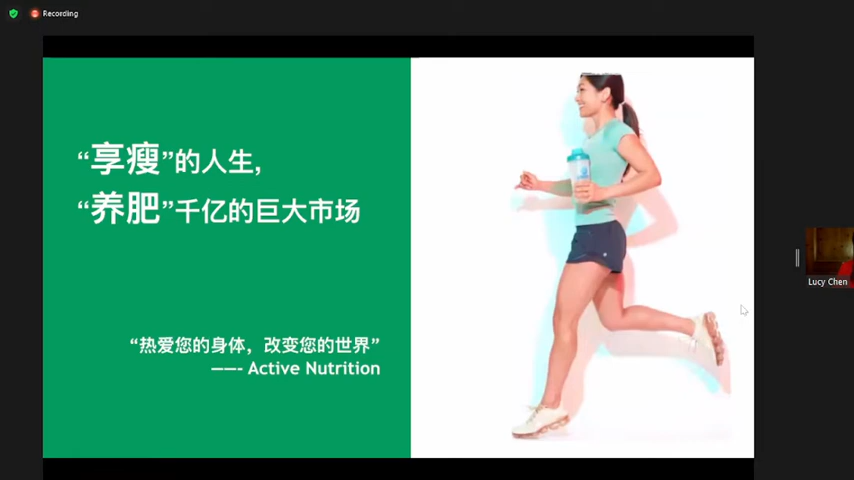 Recording
“享瘦”的人生,
“养肥”千亿的巨大市场
“热爱您的身体，改变您的世界”
——- Active Nutrition
Lucy Chen